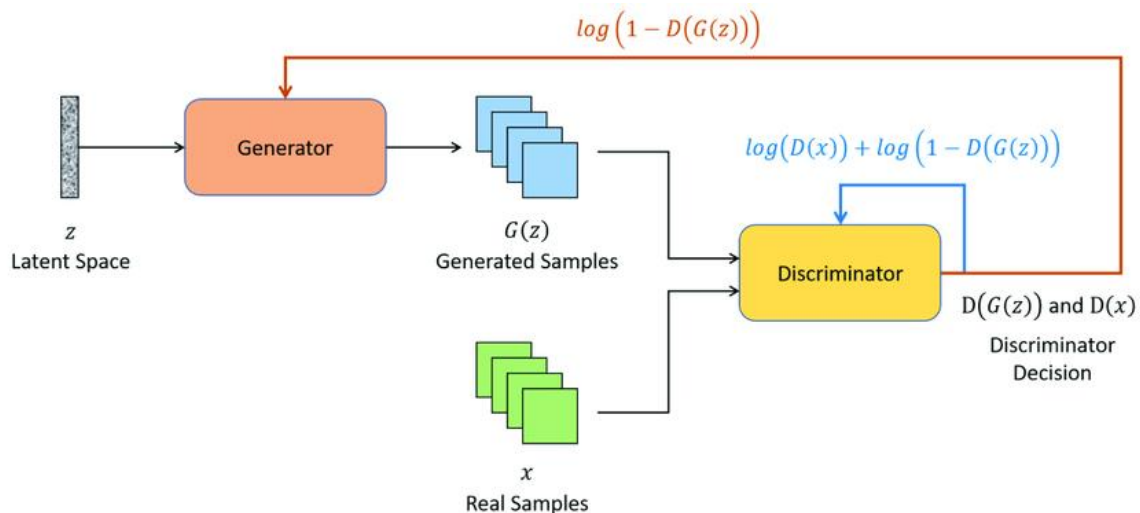 log(1 − D(G(z)))
Generator
log(D(x)) + log(1 − D(G(z)))
z
Latent Space
G(z)
Generated Samples
Discriminator
D(G(z)) and D(x)
Discriminator
Decision
x
Real Samples